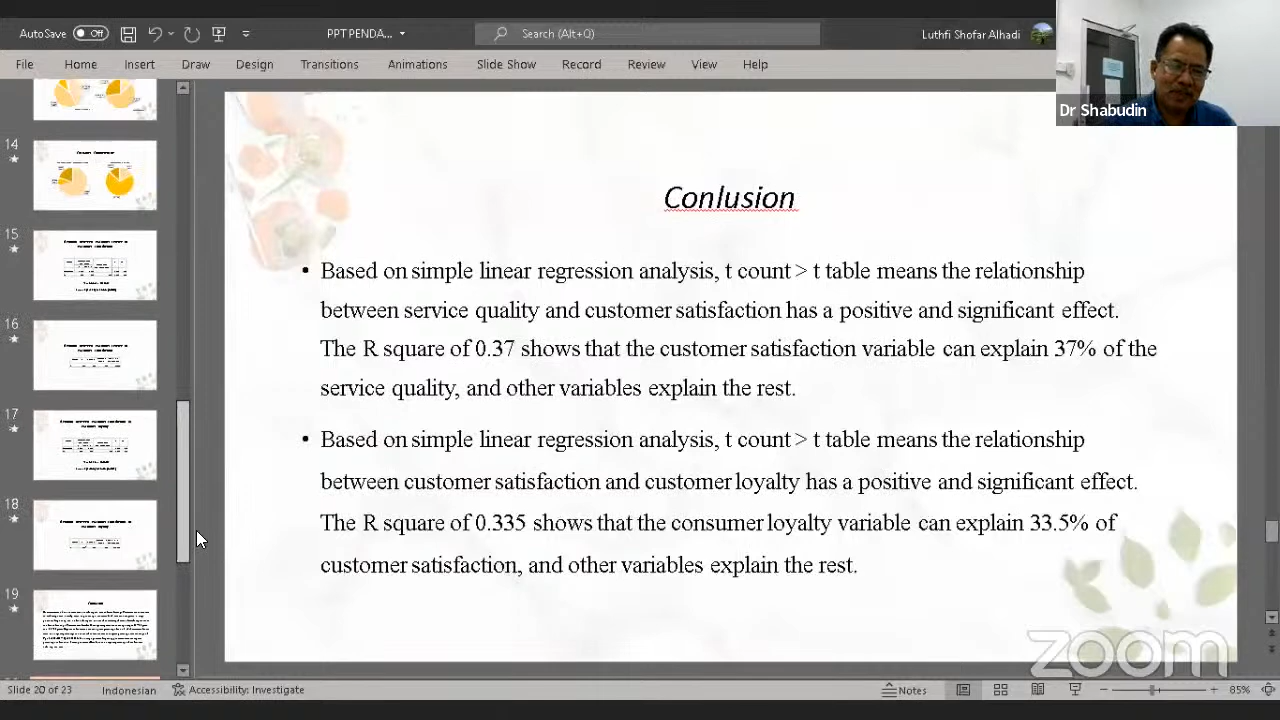 AutoSave Off PPT PENDA... Search (Alt+Q) Luthfi Shofar Alhadi
File Home Insert Draw Design Transitions Animations Slide Show Record Review View Help
Dr Shabudin
14
15
16
17
18
19
Conlusion
• Based on simple linear regression analysis, t count > t table means the relationship
between service quality and customer satisfaction has a positive and significant effect.
The R square of 0.37 shows that the customer satisfaction variable can explain 37% of the
service quality, and other variables explain the rest.
• Based on simple linear regression analysis, t count > t table means the relationship
between customer satisfaction and customer loyalty has a positive and significant effect.
The R square of 0.335 shows that the consumer loyalty variable can explain 33.5% of
customer satisfaction, and other variables explain the rest.
zoom
Slide 20 of 23 Indonesian Accessibility: Investigate Notes 85%